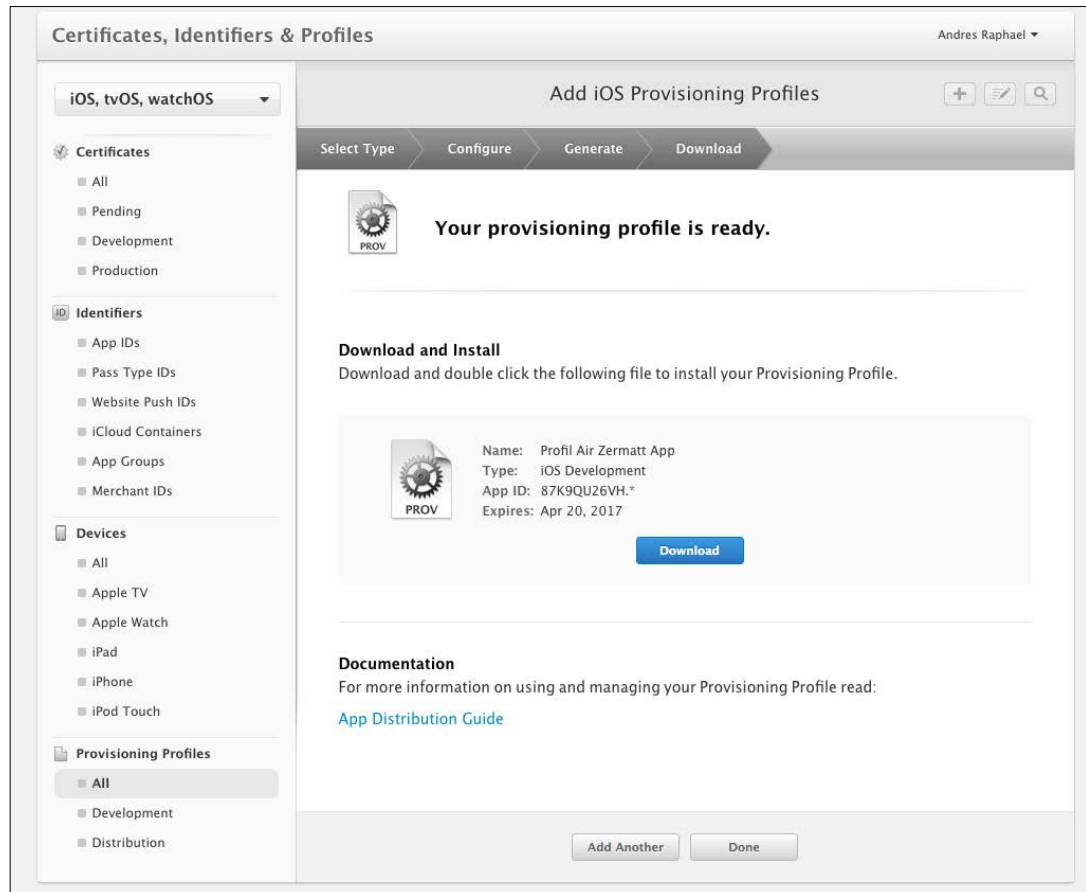 Certificates, Identifiers & Profiles
Andres Raphael
iOS, tvOS, watchOS
Certificates
All
Pending
Development
Production
ID Identifiers
App IDs
Pass Type IDs
Website Push IDs
iCloud Containers
App Groups
Merchant IDs
Devices
All
Apple TV
Apple Watch
iPad
iPhone
iPod Touch
Provisioning Profiles
All
Development
Distribution
Add iOS Provisioning Profiles
Select Type
Configure
Generate
Download
PROV
Your provisioning profile is ready.
Download and Install
Download and double click the following file to install your Provisioning Profile.
PROV
Name: Profil Air Zermatt App
Type: iOS Development
App ID: 87K9QU26VH.*
Expires: Apr 20, 2017
Download
Documentation
For more information on using and managing your Provisioning Profile read:
App Distribution Guide
Add Another
Done